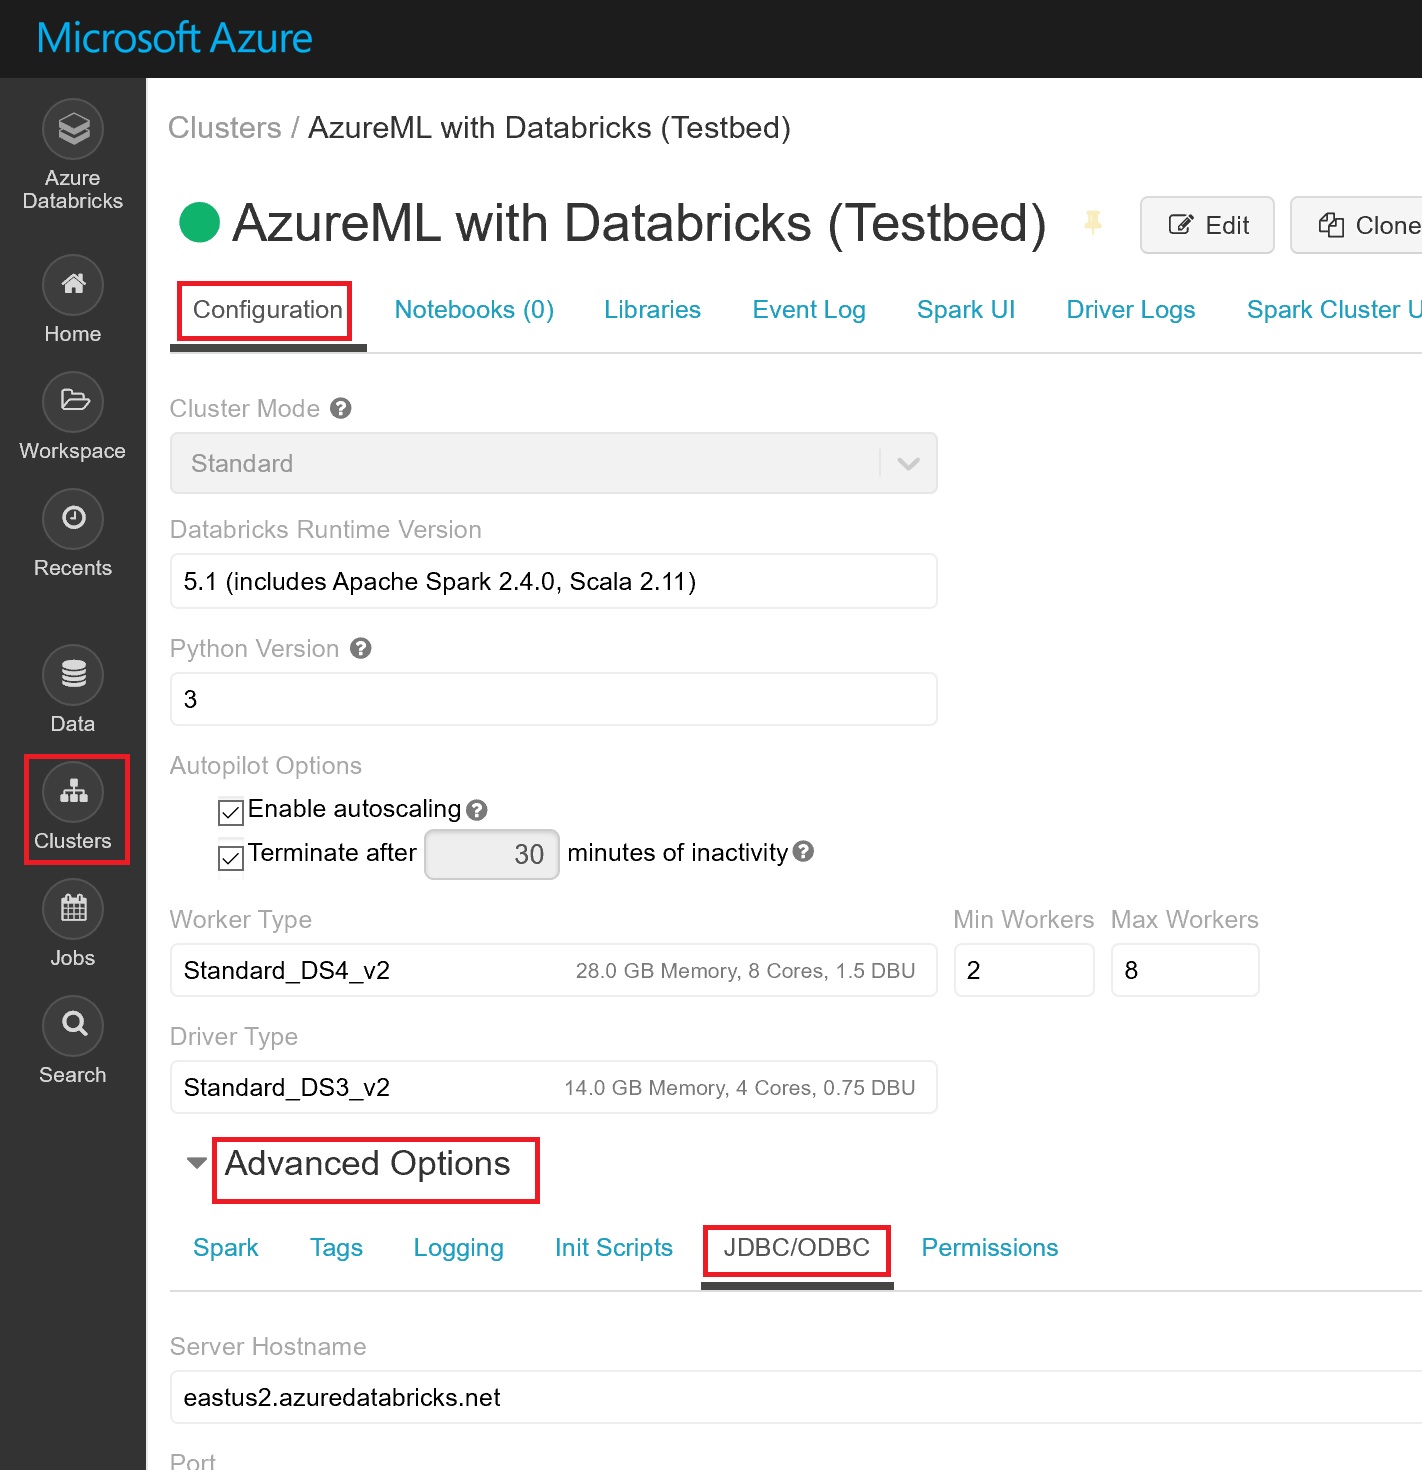 Microsoft Azure
Azure
Databricks
Home
Workspace
Recents
Data
Clusters
Jobs
Search
Clusters / AzureML with Databricks (Testbed)
AzureML with Databricks (Testbed)
Edit
Clone
Configuration
Notebooks (0)
Libraries
Event Log
Spark UI
Driver Logs
Spark Cluster U
Cluster Mode
Standard
Databricks Runtime Version
5.1 (includes Apache Spark 2.4.0, Scala 2.11)
Python Version
3
Autopilot Options
Enable autoscaling
Terminate after 30 minutes of inactivity
Worker Type
Min Workers
Max Workers
Standard_DS4_v2
28.0 GB Memory, 8 Cores, 1.5 DBU
2
8
Driver Type
Standard_DS3_v2
14.0 GB Memory, 4 Cores, 0.75 DBU
Advanced Options
Spark
Tags
Logging
Init Scripts
JDBC/ODBC
Permissions
Server Hostname
eastus2.azuredatabricks.net
Port